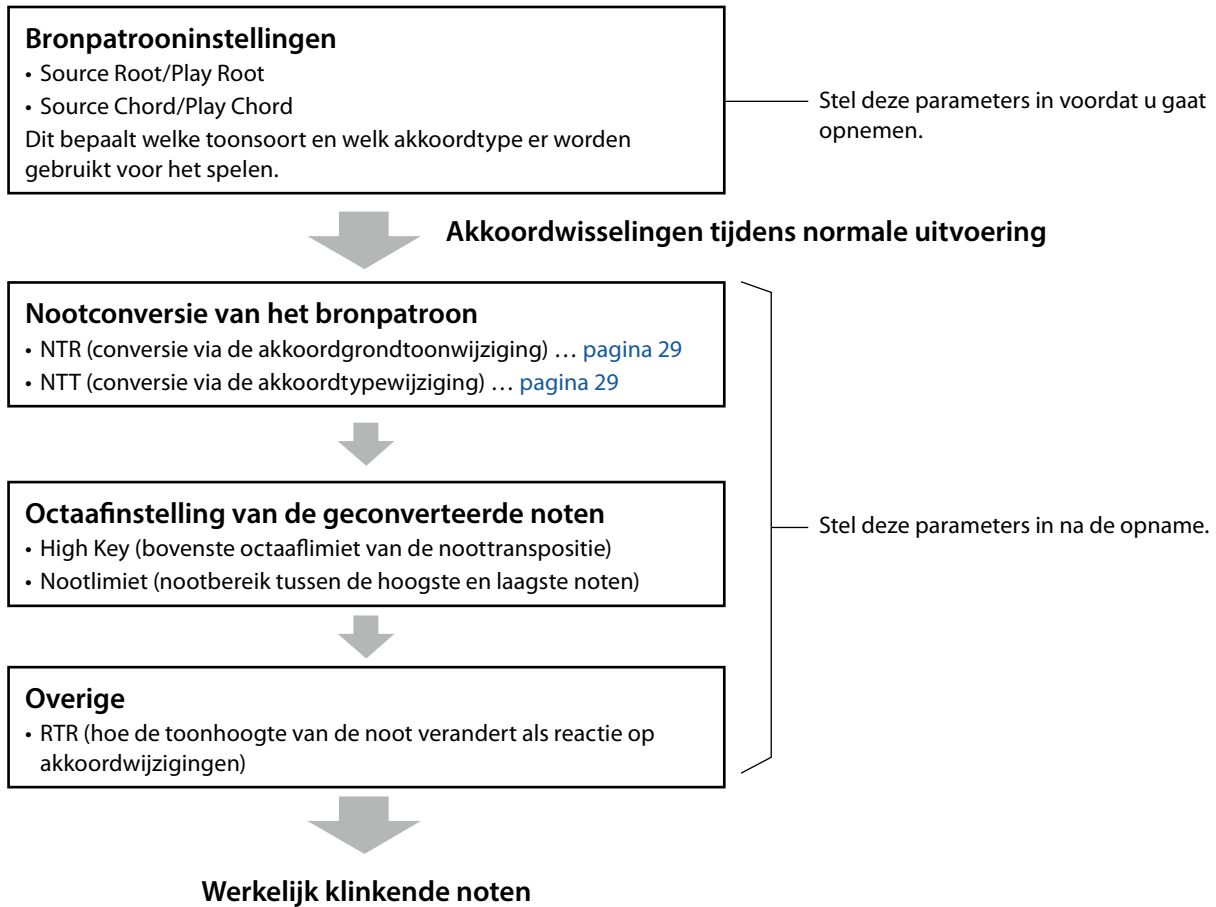 Bronpatrooninstellingen
• Source Root/Play Root
• Source Chord/Play Chord
Dit bepaalt welke toonsoort en welk akkoordtype er worden
gebruikt voor het spelen.
Stel deze parameters in voordat u gaat
opnemen.
Akkoordwisselingen tijdens normale uitvoering
Nootconversie van het bronpatroon
• NTR (conversie via de akkoordgrondtoonwijziging) … pagina 29
• NTT (conversie via de akkoordtypewijziging) … pagina 29
Octaafinstelling van de geconverteerde noten
• High Key (bovenste octaaflimiet van de noottranspositie)
• Nootlimiet (nootbereik tussen de hoogste en laagste noten)
Stel deze parameters in na de opname.
Overige
• RTR (hoe de toonhoogte van de noot verandert als reactie op
akkoordwijzigingen)
Werkelijk klinkende noten